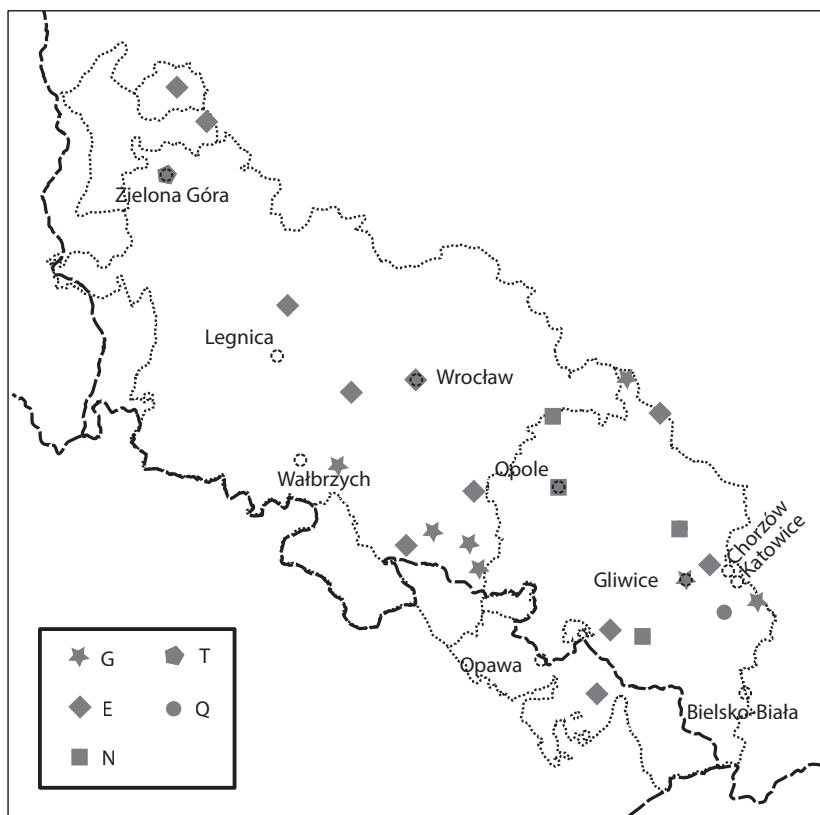 Zielona Góra
Legnica
Wrocław
Wałbrzych
Opole
Chorzów
Katowice
Gliwice
Opawa
Bielsko-Biała
G
T
E
Q
N